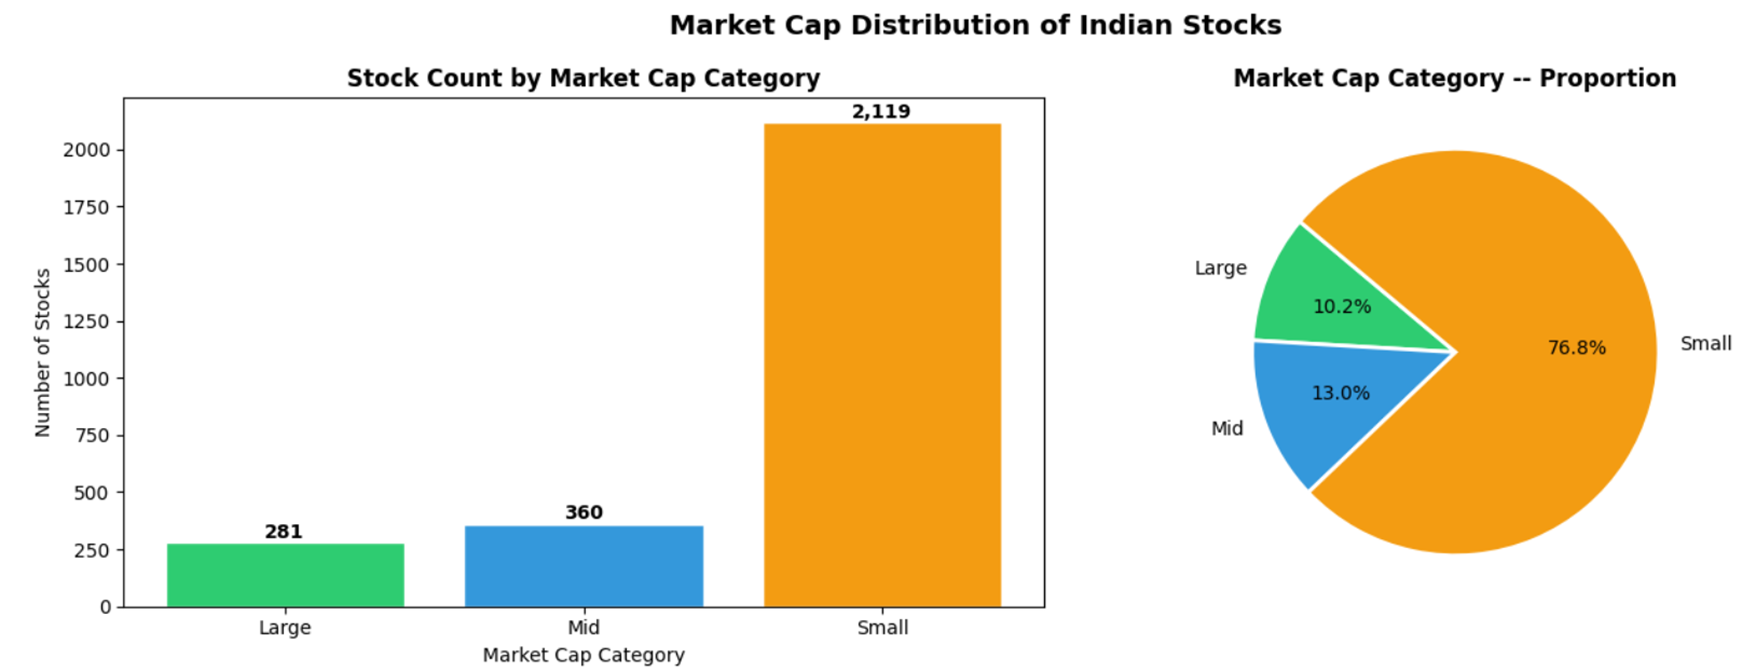 Market Cap Distribution of Indian Stocks
Stock Count by Market Cap Category
2,119
2000
1750
1500
1250
1000
750
500
250
0
Number of Stocks
281
360
Large
Mid
Small
Market Cap Category
Market Cap Category -- Proportion
Large
10.2%
76.8%
Small
13.0%
Mid